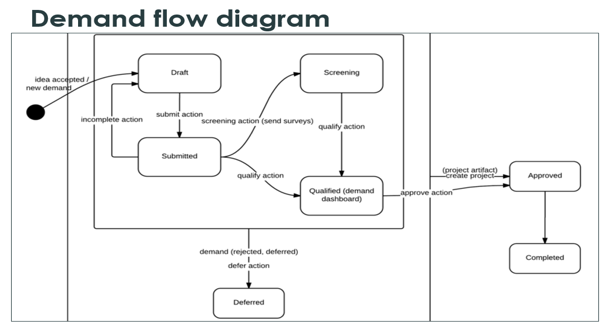 Demand flow diagram
Draft
Screening
idea accepted /
new demand
incomplete action
submit action
screening action (send surveys)
qualify action
Submitted
qualify action
Qualified (demand
dashboard)
(project artifact)
create project
approve action
Approved
Completed
demand (rejected, deferred)
defer action
Deferred